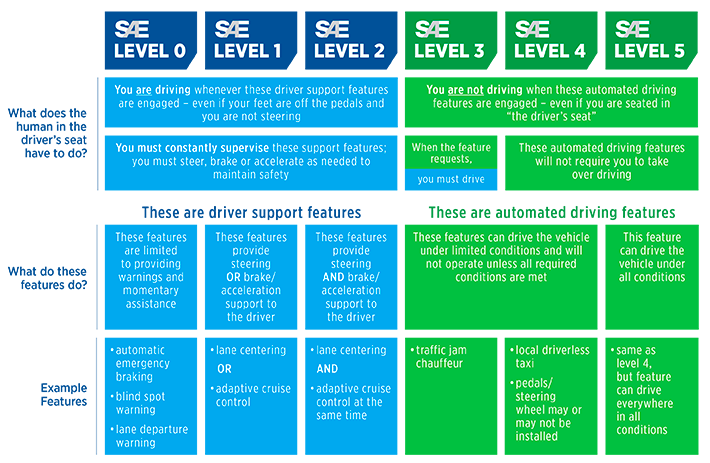 SAE
LEVEL 0
SAE
LEVEL 1
SAE
LEVEL 2
SAE
LEVEL 3
SAE
LEVEL 4
SAE
LEVEL 5
What does the
human in the
driver's seat
have to do?
You are driving whenever these driver support features
are engaged – even if your feet are off the pedals and
you are not steering
You are not driving when these automated driving
features are engaged – even if you are seated in
“the driver's seat”
You must constantly supervise these support features;
you must steer, brake or accelerate as needed to
maintain safety
When the feature
requests,
you must drive
These automated driving features
will not require you to take
over driving
These are driver support features
These are automated driving features
What do these
features do?
These features
are limited
to providing
warnings and
momentary
assistance
These features
provide
steering
OR brake/
acceleration
support to
the driver
These features
provide
steering
AND brake/
acceleration
support to
the driver
These features can drive the vehicle
under limited conditions and will
not operate unless all required
conditions are met
This feature
can drive the
vehicle under
all conditions
Example
Features
•automatic
emergency
braking
•blind spot
warning
•lane departure
warning
•lane centering
OR
•adaptive cruise
control
•lane centering
AND
•adaptive cruise
control at the
same time
•traffic jam
chauffeur
•local driverless
taxi
•pedals/
steering
wheel may or
may not be
installed
•same as
level 4,
but feature
can drive
everywhere
in all
conditions